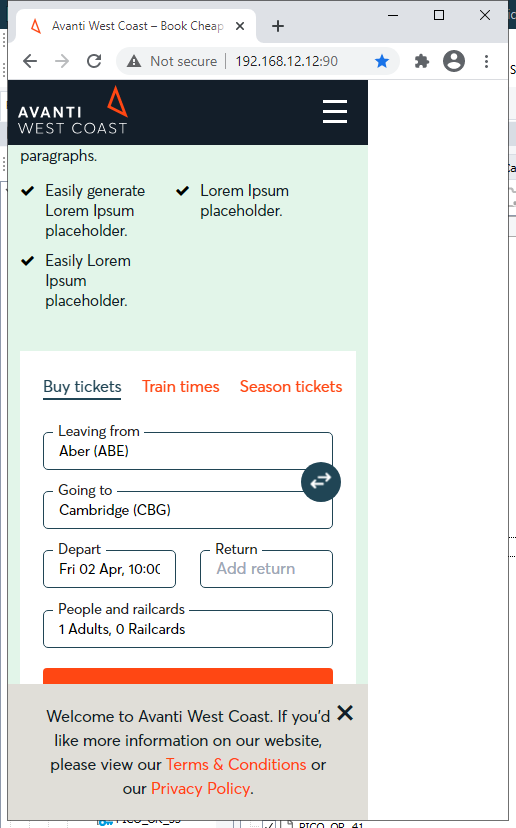 Avanti West Coast – Book Cheap
Not secure
192.168.12.12:90
AVANTI
WEST COAST
paragraphs.
Easily generate
Lorem Ipsum
placeholder.
Lorem Ipsum
placeholder.
Easily Lorem
Ipsum
placeholder.
Buy tickets
Train times
Season tickets
Leaving from
Aber (ABE)
Going to
Cambridge (CBG)
Depart
Fri 02 Apr, 10:00
Return
Add return
People and railcards
1 Adults, 0 Railcards
Welcome to Avanti West Coast. If you'd
like more information on our website,
please view our Terms & Conditions or
our Privacy Policy.